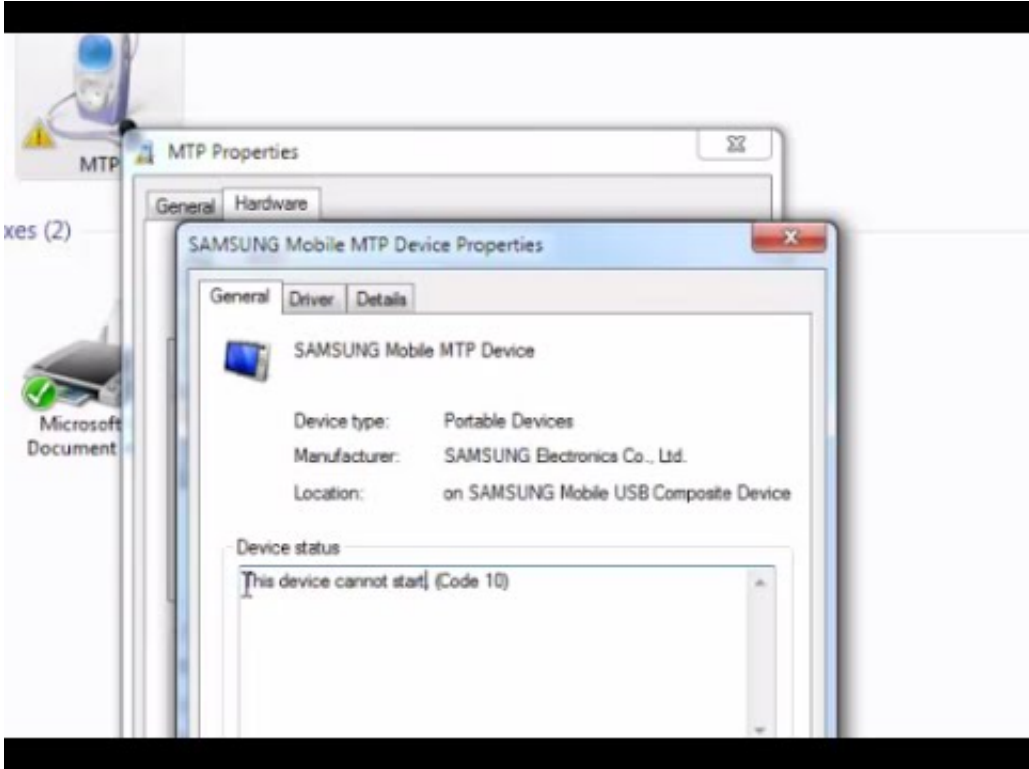 MTP
MTP Properties
General Hardware
xes (2)
SAMSUNG Mobile MTP Device Properties
General Driver Details
SAMSUNG Mobile MTP Device
Device type: Portable Devices
Manufacturer: SAMSUNG Electronics Co., Ltd.
Location: on SAMSUNG Mobile USB Composite Device
Microsoft
Document
Device status
This device cannot start. (Code 10)